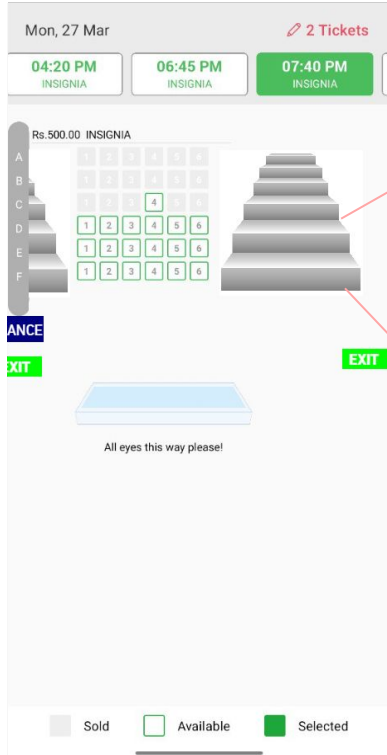 Mon, 27 Mar 2 Tickets
04:20 PM 06:45 PM 07:40 PM
INSIGNIA INSIGNIA INSIGNIA
Rs.500.00 INSIGNIA
A 1 2 3 4 5 6
B 1 2 3 4 5 6
C 1 2 3 4 5 6
D 1 2 3 4 5 6
E 1 2 3 4 5 6
F 1 2 3 4 5 6
ANCE
XIT EXIT
All eyes this way please!
Sold Available Selected